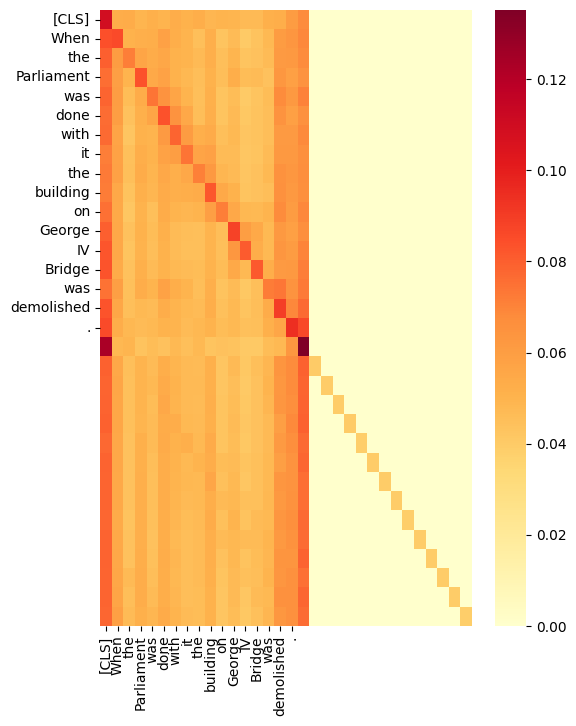 [CLS]
When
the
Parliament
was
done
with
it
the
building
on
George
IV
Bridge
was
demolished
.
0.12
0.10
0.08
0.06
0.04
0.02
0.00
[CLS]
When
the
Parliament
was
done
with
it
the
building
on
George
IV
Bridge
was
demolished
.